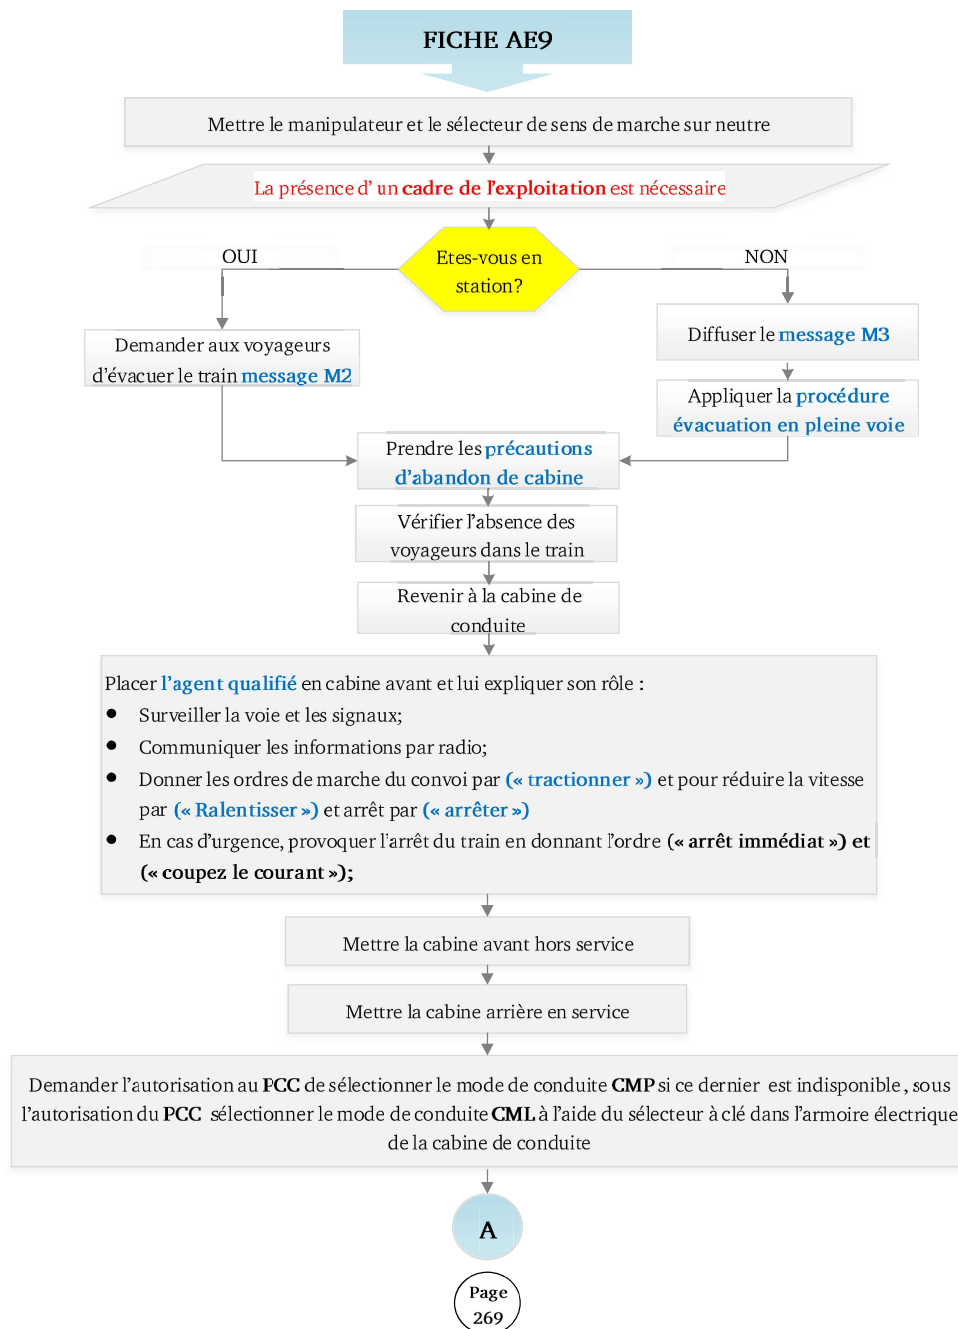 FICHE AE9
Mettre le manipulateur et le sélecteur de sens de marche sur neutre
La présence d' un cadre de l'exploitation est nécessaire
OUI
Etes-vous en
station?
NON
Demander aux voyageurs
d'évacuer le train message M2
Diffuser le message M3
Appliquer la procédure
évacuation en pleine voie
Prendre les précautions
d'abandon de cabine
Vérifier l'absence des
voyageurs dans le train
Revenir à la cabine de
conduite
Placer l'agent qualifié en cabine avant et lui expliquer son rôle :
● Surveiller la voie et les signaux;
● Communiquer les informations par radio;
● Donner les ordres de marche du convoi par (« tractionner ») et pour réduire la vitesse
par (« Ralentisser ») et arrêt par (« arrêter »)
● En cas d'urgence, provoquer l'arrêt du train en donnant l'ordre (« arrêt immédiat ») et
(« coupez le courant »);
Mettre la cabine avant hors service
Mettre la cabine arrière en service
Demander l'autorisation au PCC de sélectionner le mode de conduite CMP si ce dernier est indisponible , sous
l'autorisation du PCC sélectionner le mode de conduite CML à l'aide du sélecteur à clé dans l'armoire électrique
de la cabine de conduite
A
Page
269